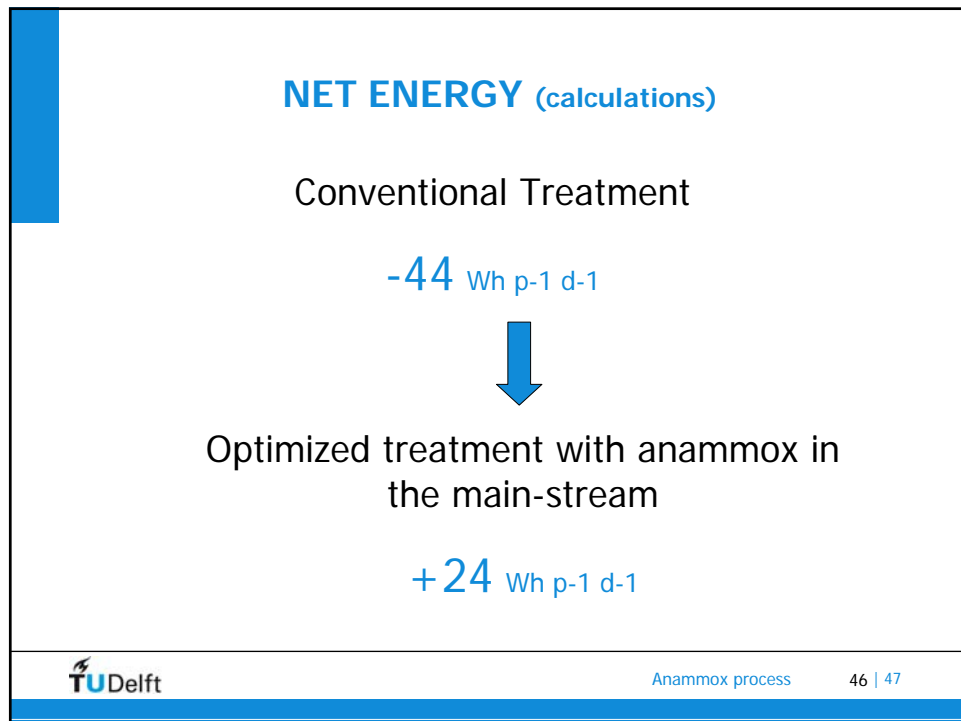 NET ENERGY (calculations)
Conventional Treatment
-44 Wh p-1 d-1
Optimized treatment with anammox in
the main-stream
+24 Wh p-1 d-1
TUDelft
Anammox process 46 | 47